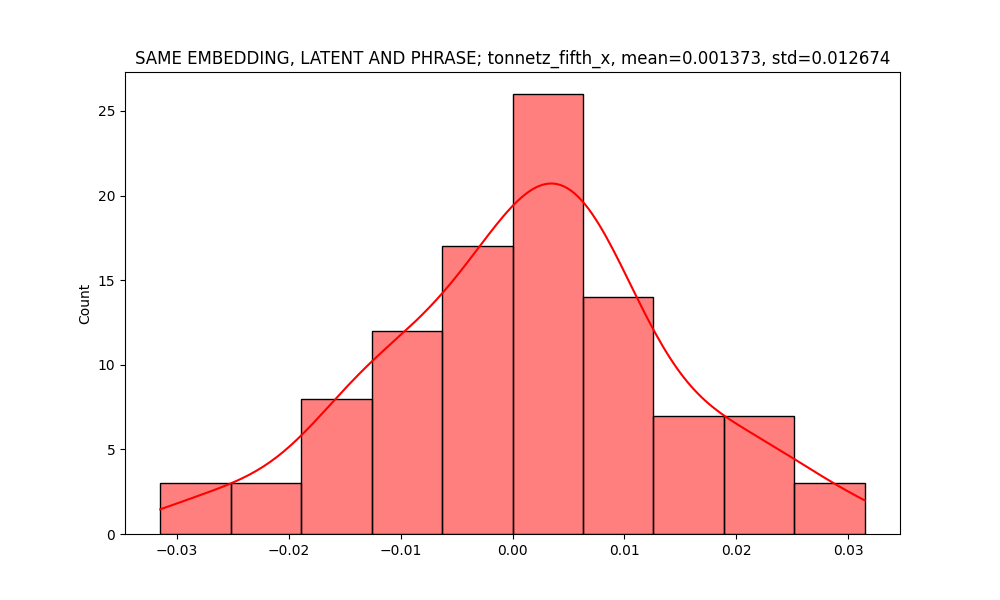 SAME EMBEDDING, LATENT AND PHRASE; tonnetz_fifth_x, mean=0.001373, std=0.012674
Count
25
20
15
10
5
0
−0.03 −0.02 −0.01 0.00 0.01 0.02 0.03